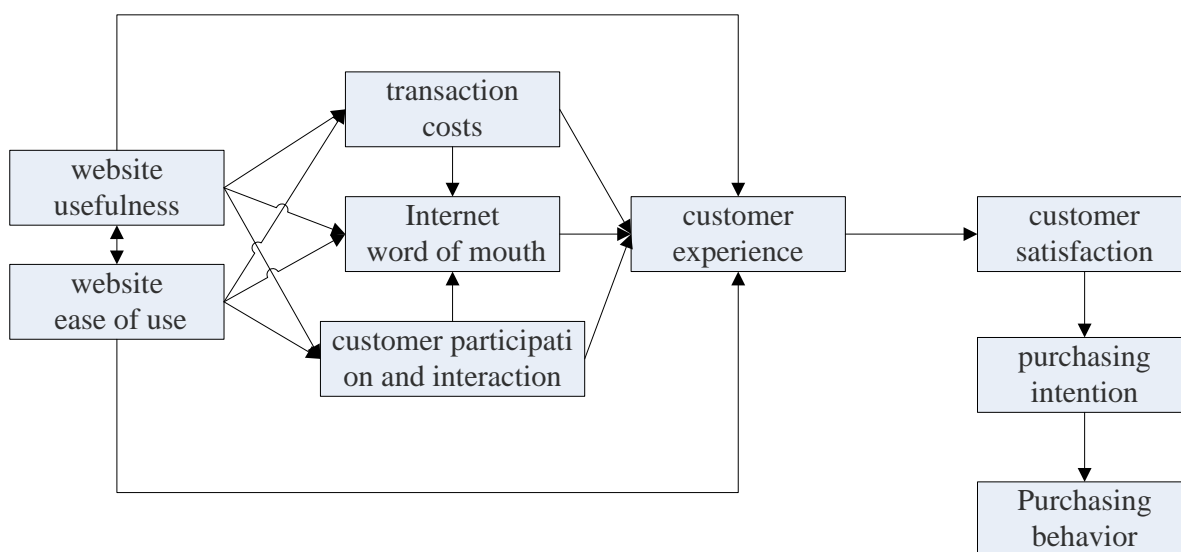 transaction
costs
website
usefulness
Internet
word of mouth
customer
experience
customer
satisfaction
website
ease of use
customer participati
on and interaction
purchasing
intention
Purchasing
behavior